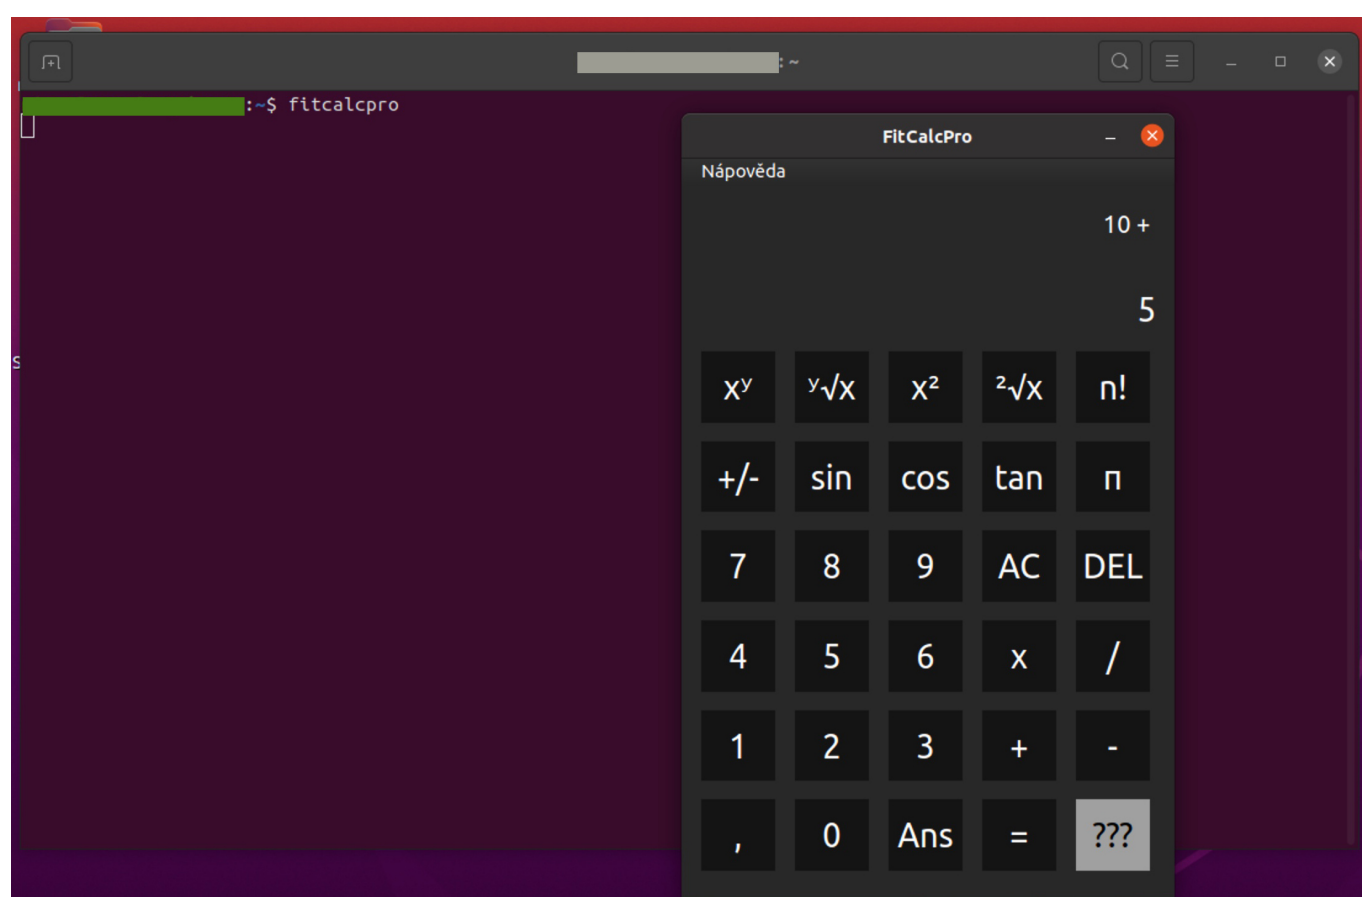 : ~
:~$ fitcalcpro
FitCalcPro
Nápověda
10 +
5
xʸ ʸ√x x² ²√x n!
+/- sin cos tan π
7 8 9 AC DEL
4 5 6 x /
1 2 3 + -
, 0 Ans = ???